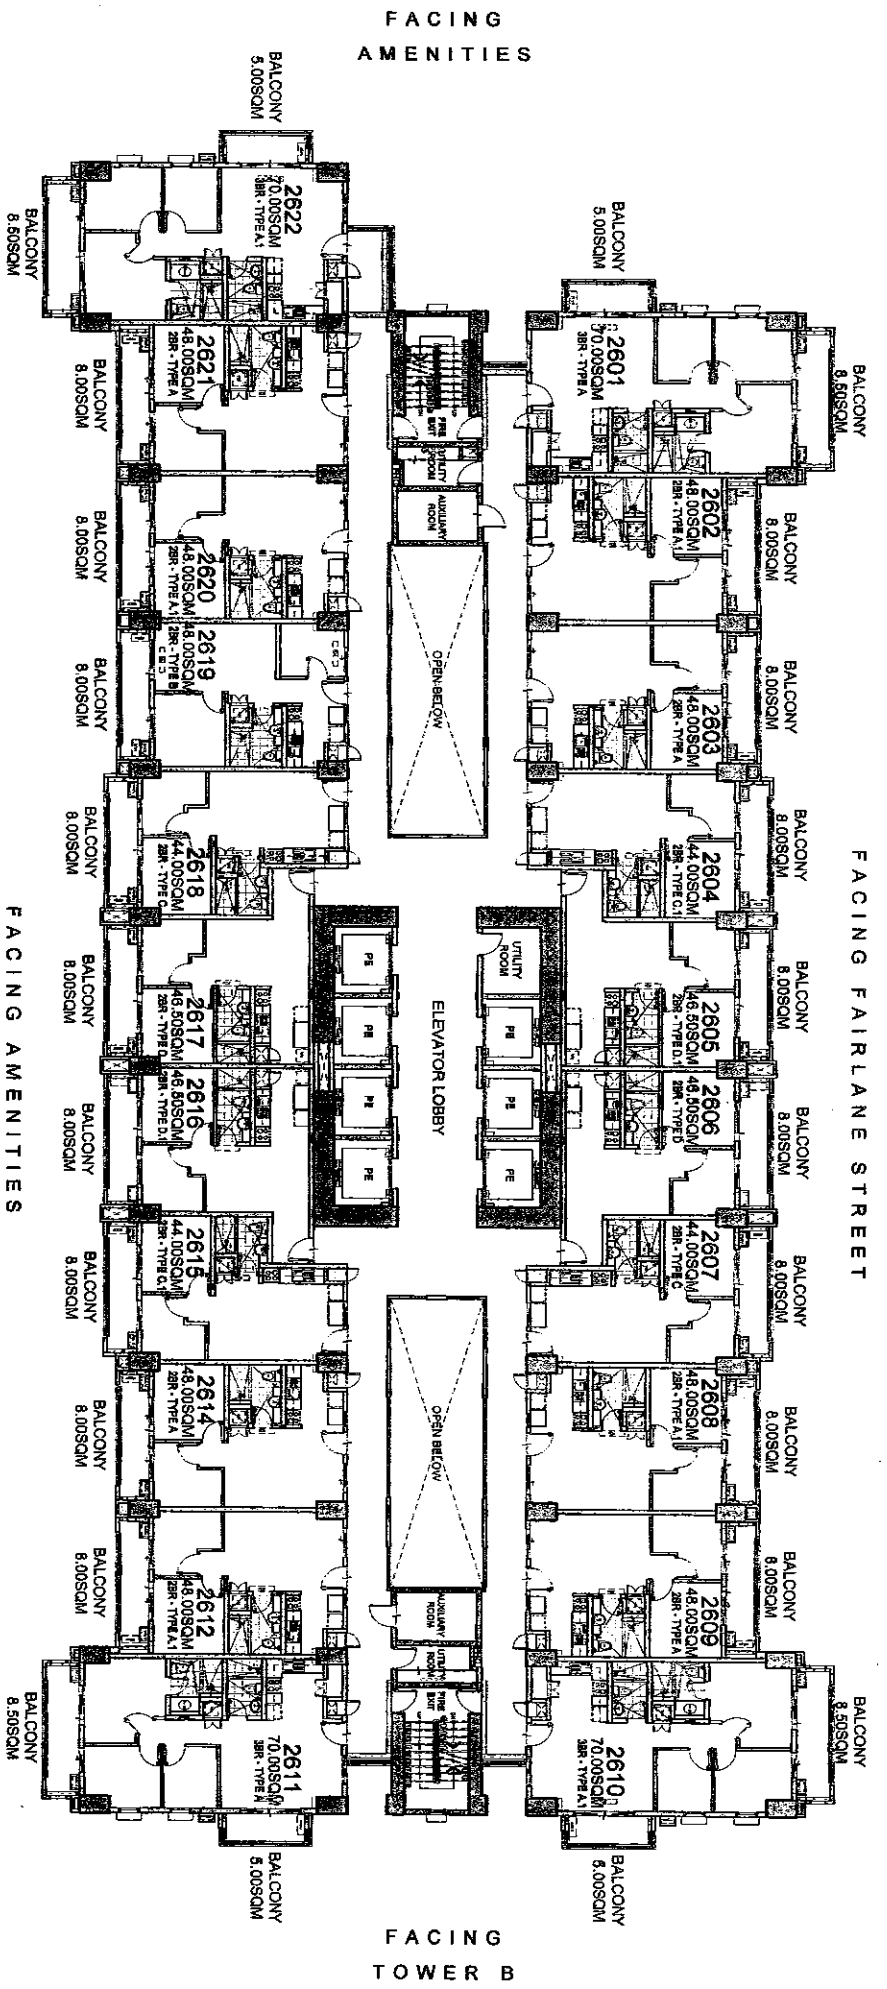 FACING
AMENITIES
BALCONY
5.00SQM
BALCONY
8.50SQM
2622
70.00SQM
3BR - TYPE A.1
BALCONY
5.00SQM
2601
70.00SQM
3BR - TYPE A
BALCONY
8.50SQM
BALCONY
8.00SQM
2621
48.00SQM
2BR - TYPE A
FIRE
EXIT
UTILITY
ROOM
AUXILIARY
ROOM
2602
48.00SQM
2BR - TYPE A.1
BALCONY
8.00SQM
BALCONY
8.00SQM
2620
48.00SQM
2BR - TYPE A.1
BALCONY
8.00SQM
2619
48.00SQM
2BR - TYPE B
OPEN BELOW
2603
48.00SQM
2BR - TYPE A
BALCONY
8.00SQM
BALCONY
8.00SQM
2618
44.00SQM
2BR - TYPE C
2604
44.00SQM
2BR - TYPE C.1
BALCONY
8.00SQM
BALCONY
8.00SQM
2617
46.50SQM
2BR - TYPE D
PE
PE
PE
PE
ELEVATOR LOBBY
UTILITY
ROOM
PE
PE
PE
2605
46.50SQM
2BR - TYPE D.1
BALCONY
8.00SQM
BALCONY
8.00SQM
2616
46.50SQM
2BR - TYPE D.1
2606
46.50SQM
2BR - TYPE D
BALCONY
8.00SQM
FACING AMENITIES
FACING FAIRLANE STREET
BALCONY
8.00SQM
2615
44.00SQM
2BR - TYPE C.1
2607
44.00SQM
2BR - TYPE C
BALCONY
8.00SQM
BALCONY
8.00SQM
2614
48.00SQM
2BR - TYPE A
OPEN BELOW
2608
48.00SQM
2BR - TYPE A.1
BALCONY
8.00SQM
BALCONY
8.00SQM
2612
48.00SQM
2BR - TYPE A.1
AUXILIARY
ROOM
UTILITY
ROOM
FIRE
EXIT
2609
48.00SQM
2BR - TYPE A
BALCONY
8.00SQM
BALCONY
8.50SQM
2611
70.00SQM
3BR - TYPE A
BALCONY
5.00SQM
2610
70.00SQM
3BR - TYPE A.1
BALCONY
8.50SQM
BALCONY
5.00SQM
FACING
TOWER B